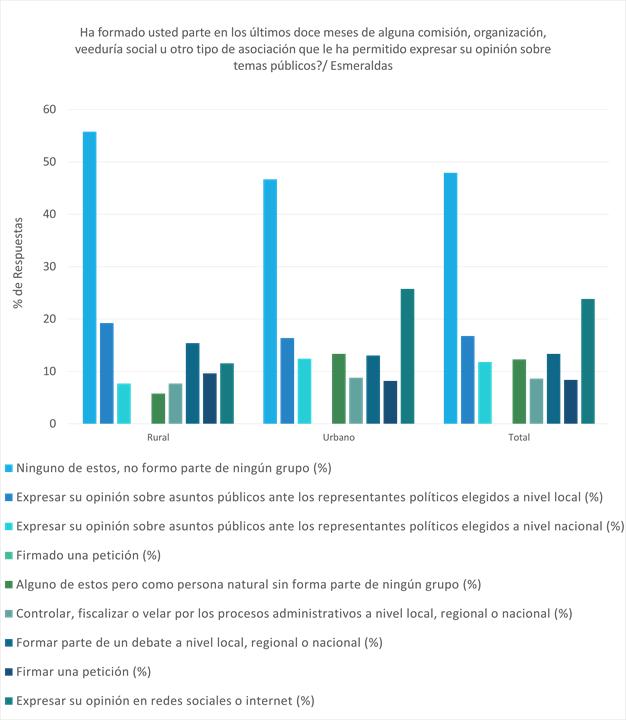 Ha formado usted parte en los últimos doce meses de alguna comisión, organización,
veeduría social u otro tipo de asociación que le ha permitido expresar su opinión sobre
temas públicos?/ Esmeraldas
60
50
40
30
20
10
0
% de Respuestas
Rural Urbano Total
Ninguno de estos, no formo parte de ningún grupo (%)
Expresar su opinión sobre asuntos públicos ante los representantes políticos elegidos a nivel local (%)
Expresar su opinión sobre asuntos públicos ante los representantes políticos elegidos a nivel nacional (%)
Firmado una petición (%)
Alguno de estos pero como persona natural sin forma parte de ningún grupo (%)
Controlar, fiscalizar o velar por los procesos administrativos a nivel local, regional o nacional (%)
Formar parte de un debate a nivel local, regional o nacional (%)
Firmar una petición (%)
Expresar su opinión en redes sociales o internet (%)